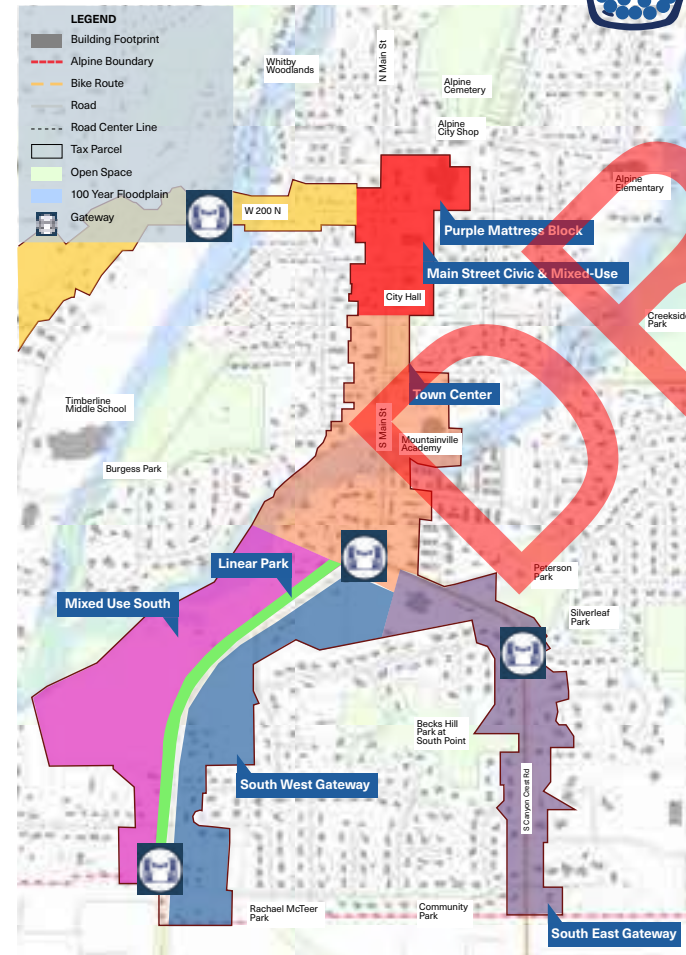 LEGEND
Building Footprint
Alpine Boundary
Bike Route
Road
Road Center Line
Tax Parcel
Open Space
100 Year Floodplain
Gateway
Whitby
Woodlands
N Main St
Alpine
Cemetery
Alpine
City Shop
Alpine
Elementary
W 200 N
Purple Mattress Block
Main Street Civic & Mixed-Use
City Hall
Creekside
Park
Town Center
Timberline
Middle School
S Main St
Mountainville
Academy
Burgess Park
Linear Park
Peterson
Park
Mixed Use South
Silverleaf
Park
Becks Hill
Park at
South Point
South West Gateway
S Canyon Crest Rd
Rachael McTeer
Park
Community
Park
South East Gateway
D
R